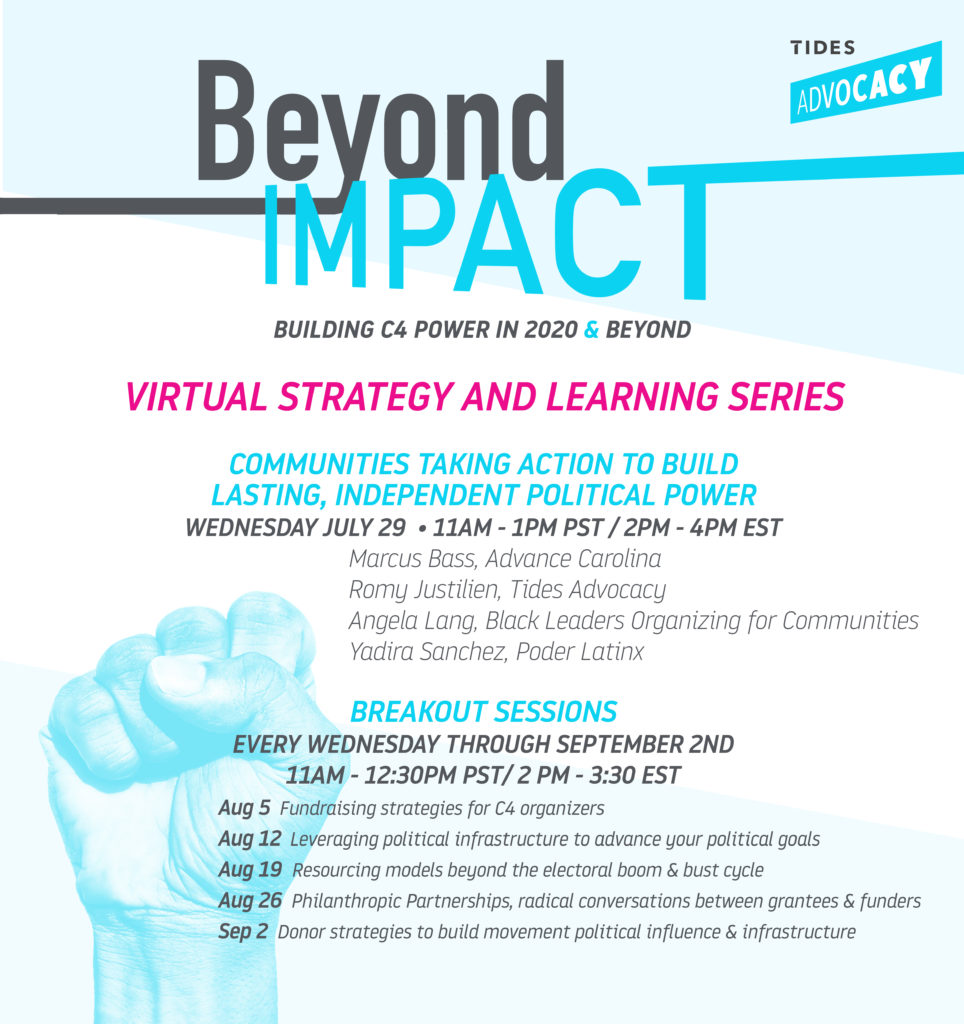 TIDES
ADVOCACY
Beyond
IMPACT
BUILDING C4 POWER IN 2020 & BEYOND
VIRTUAL STRATEGY AND LEARNING SERIES
COMMUNITIES TAKING ACTION TO BUILD
LASTING, INDEPENDENT POLITICAL POWER
WEDNESDAY JULY 29 • 11AM - 1PM PST / 2PM - 4PM EST
Marcus Bass, Advance Carolina
Romy Justilien, Tides Advocacy
Angela Lang, Black Leaders Organizing for Communities
Yadira Sanchez, Poder Latinx
BREAKOUT SESSIONS
EVERY WEDNESDAY THROUGH SEPTEMBER 2ND
11AM - 12:30PM PST/ 2 PM - 3:30 EST
Aug 5 Fundraising strategies for C4 organizers
Aug 12 Leveraging political infrastructure to advance your political goals
Aug 19 Resourcing models beyond the electoral boom & bust cycle
Aug 26 Philanthropic Partnerships, radical conversations between grantees & funders
Sep 2 Donor strategies to build movement political influence & infrastructure